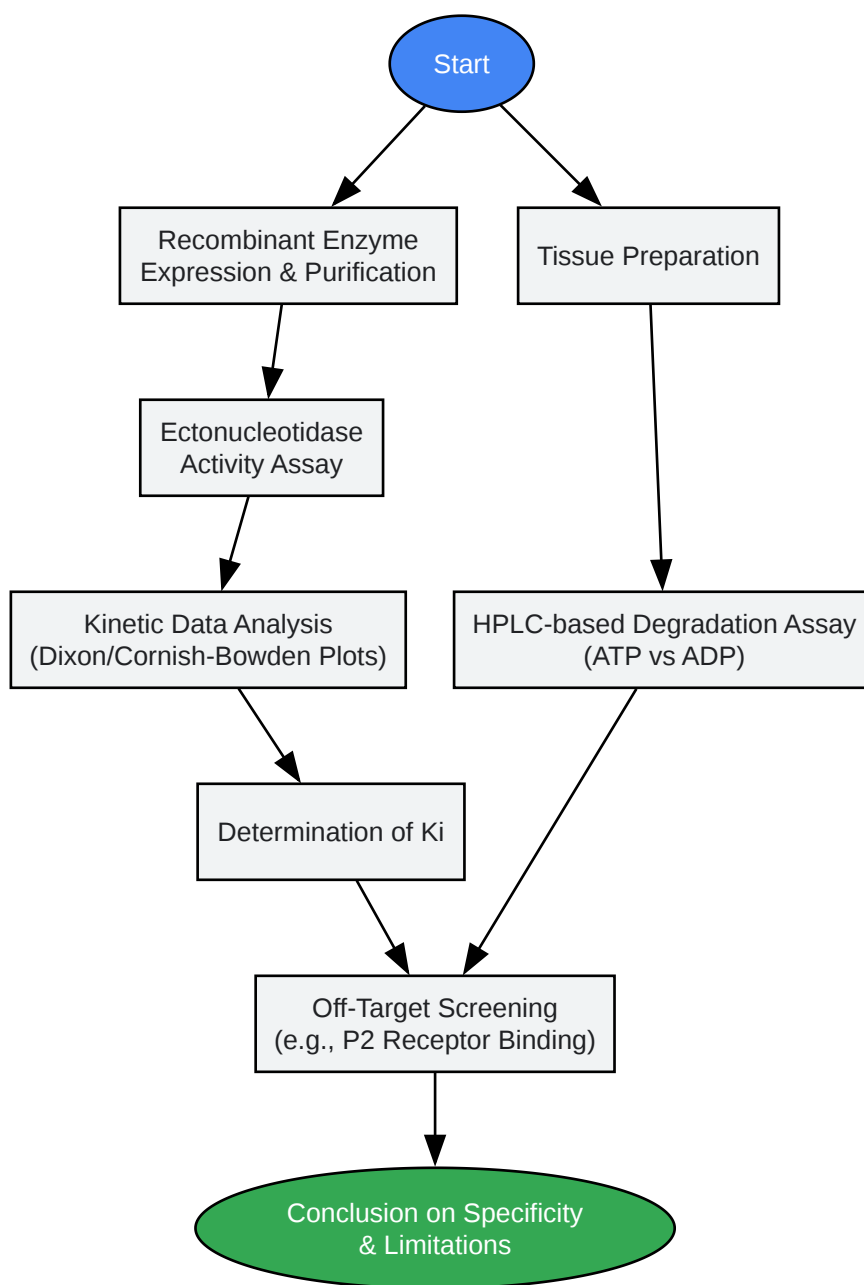 Start
Recombinant Enzyme
Expression & Purification
Tissue Preparation
Ectonucleotidase
Activity Assay
Kinetic Data Analysis
(Dixon/Cornish-Bowden Plots)
HPLC-based Degradation Assay
(ATP vs ADP)
Determination of Ki
Off-Target Screening
(e.g., P2 Receptor Binding)
Conclusion on Specificity
& Limitations